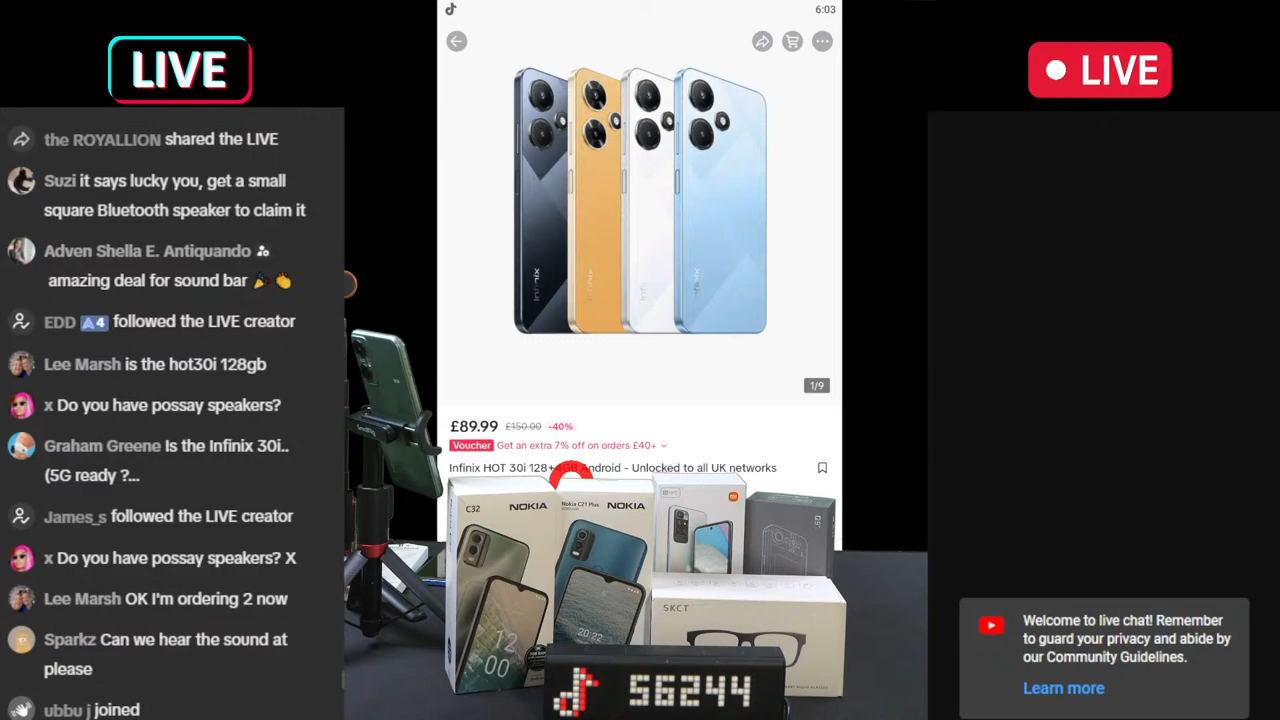 LIVE
the ROYALLION shared the LIVE
Suzi it says lucky you, get a small
square Bluetooth speaker to claim it
Adven Shella E. Antiquando
amazing deal for sound bar 🎉👏
EDD 4 followed the LIVE creator
Lee Marsh is the hot30i 128gb
x Do you have possay speakers?
Graham Greene Is the Infinix 30i..
(5G ready ?...
James_s followed the LIVE creator
x Do you have possay speakers? X
Lee Marsh OK I'm ordering 2 now
Sparkz Can we hear the sound at
please
ubbu j joined
6:03
Infinix
Infinix
Infinix
Infinix
1/9
£89.99 £150.00 -40%
Voucher Get an extra 7% off on orders £40+
Infinix HOT 30i 128+4GB Android - Unlocked to all UK networks
C32 NOKIA
12
00
Nokia C21 Plus NOKIA
20:22
SKCT
56244
LIVE
Welcome to live chat! Remember
to guard your privacy and abide by
our Community Guidelines.
Learn more